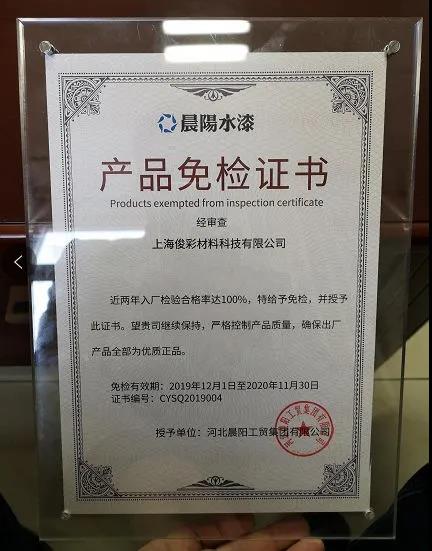 晨陽水漆
产品免检证书
Products exempted from inspection certificate
经审查
上海俊彩材料科技有限公司
近两年入厂检验合格率达100%，特给予免检，并授予
此证书。望贵司继续保持，严格控制产品质量，确保出厂
产品全部为优质正品。
免检有效期：2019年12月1日至2020年11月30日
证书编号：CYSQ2019004
授予单位：河北晨阳工贸集团有限公司